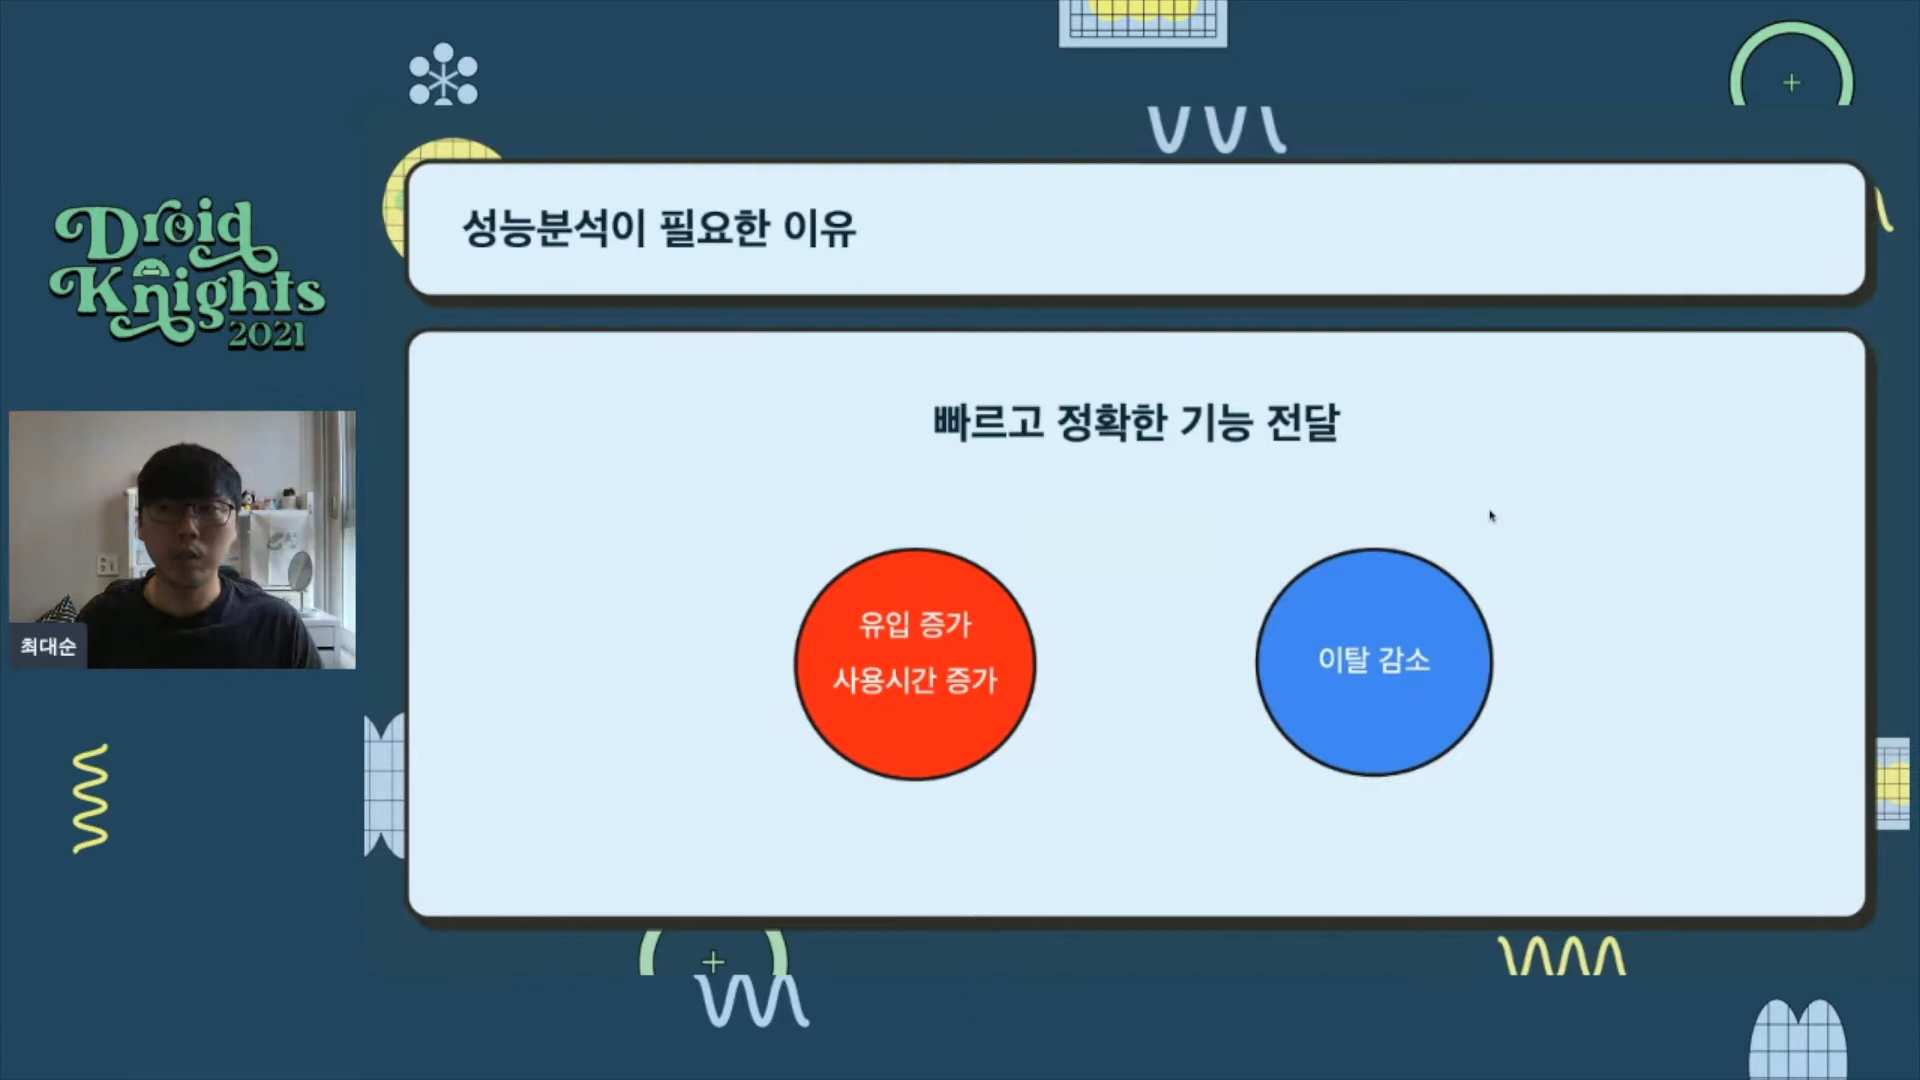 Droid
Knights
2021
최대순
성능분석이 필요한 이유
빠르고 정확한 기능 전달
유입 증가
사용시간 증가
이탈 감소